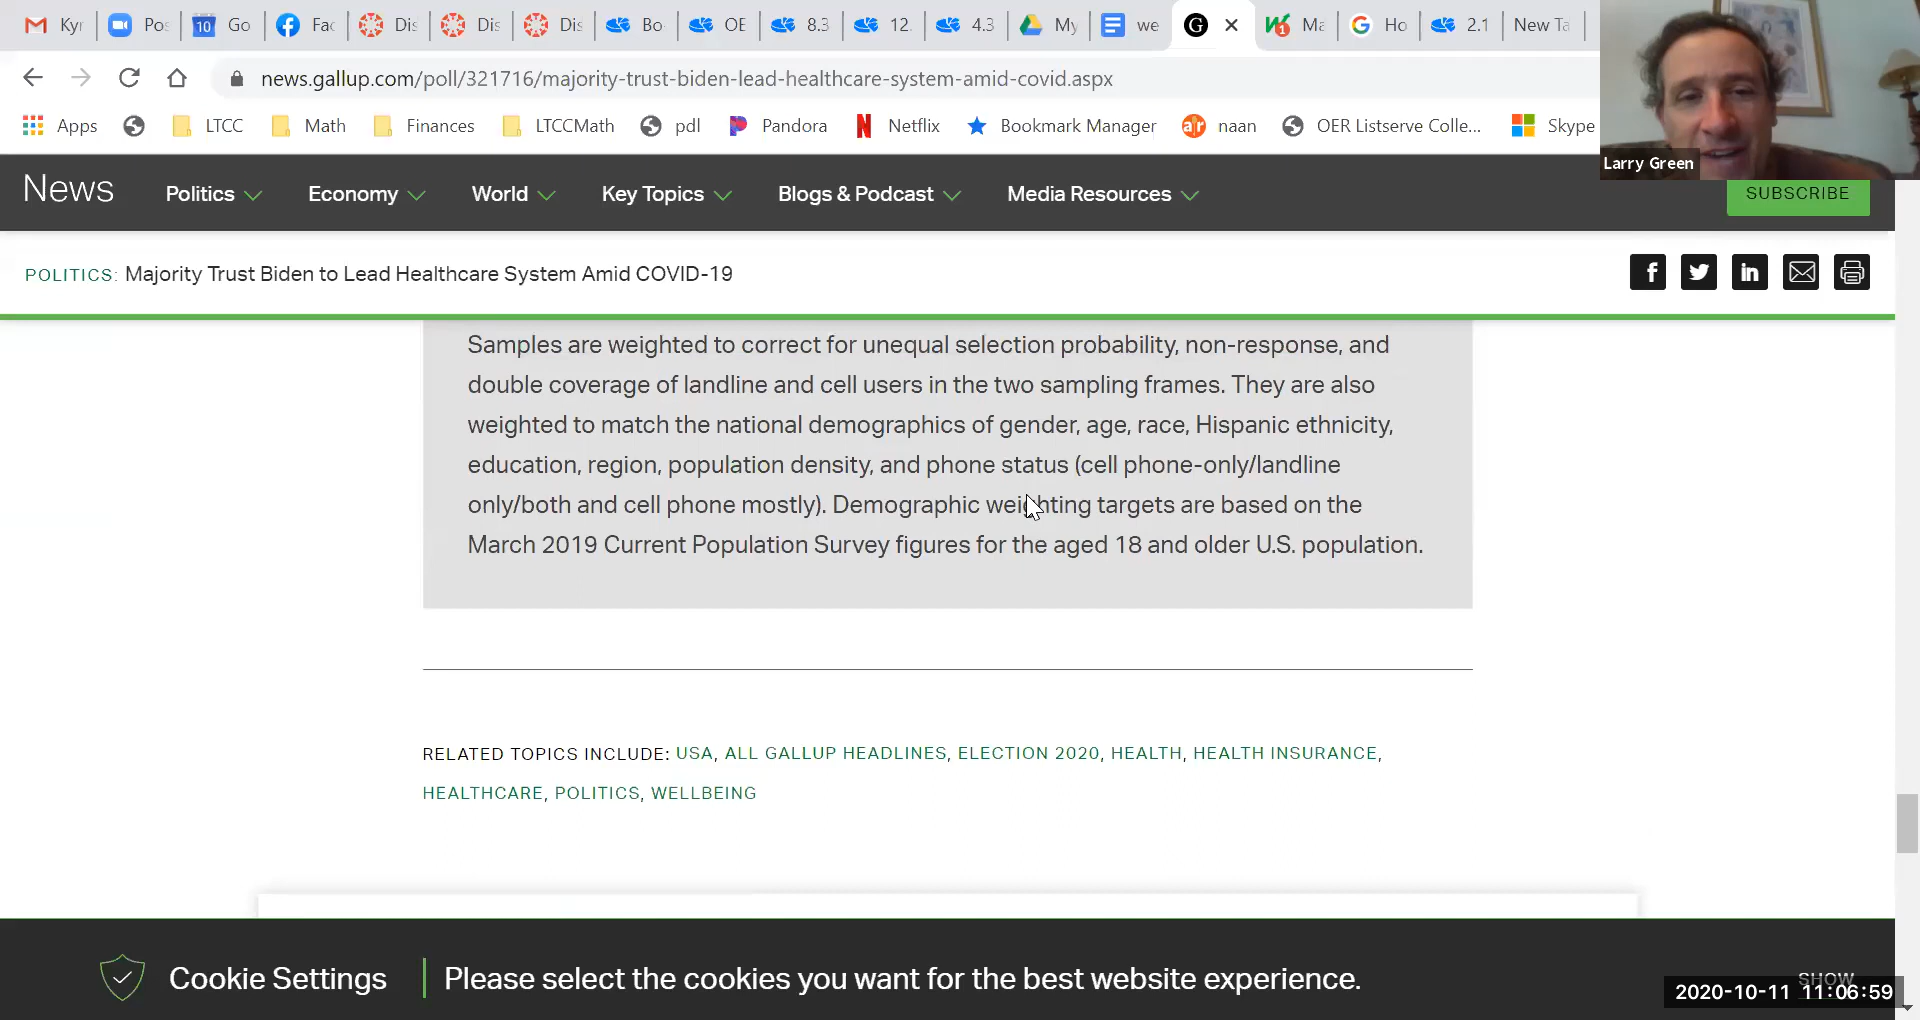 Kyr Pos 10 Go Fac Dis Dis Dis Bo OE 8.3 12. 4.3 My we G 1 Ma Ho 2.1 New Ta
news.gallup.com/poll/321716/majority-trust-biden-lead-healthcare-system-amid-covid.aspx
Apps LTCC Math Finances LTCCMath pdl Pandora Netflix Bookmark Manager naan OER Listserve Colle... Skype
Larry Green
News Politics Economy World Key Topics Blogs & Podcast Media Resources SUBSCRIBE
POLITICS: Majority Trust Biden to Lead Healthcare System Amid COVID-19
Samples are weighted to correct for unequal selection probability, non-response, and
double coverage of landline and cell users in the two sampling frames. They are also
weighted to match the national demographics of gender, age, race, Hispanic ethnicity,
education, region, population density, and phone status (cell phone-only/landline
only/both and cell phone mostly). Demographic weighting targets are based on the
March 2019 Current Population Survey figures for the aged 18 and older U.S. population.
RELATED TOPICS INCLUDE: USA, ALL GALLUP HEADLINES, ELECTION 2020, HEALTH, HEALTH INSURANCE,
HEALTHCARE, POLITICS, WELLBEING
Cookie Settings Please select the cookies you want for the best website experience.
SHOW
2020-10-11 11:06:59